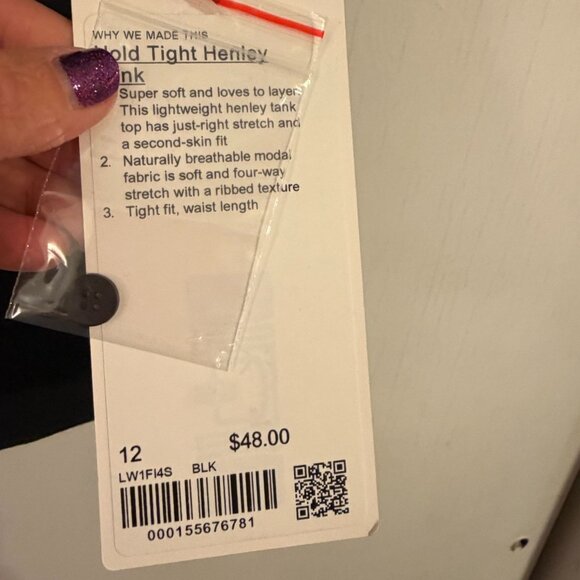 WHY WE MADE THIS
Hold Tight Henley
Tank
Super soft and loves to layer.
This lightweight henley tank
top has just-right stretch and
a second-skin fit
2. Naturally breathable modal
fabric is soft and four-way
stretch with a ribbed texture
3. Tight fit, waist length
12 $48.00
LW1FI4S BLK
000155676781